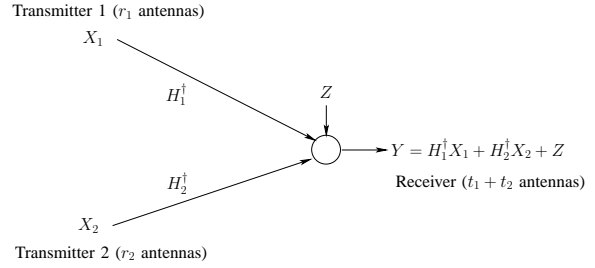 Transmitter 1 (r₁ antennas)
X₁
H₁†
Z
Y = H₁†X₁ + H₂†X₂ + Z
Receiver (t₁ + t₂ antennas)
H₂†
X₂
Transmitter 2 (r₂ antennas)